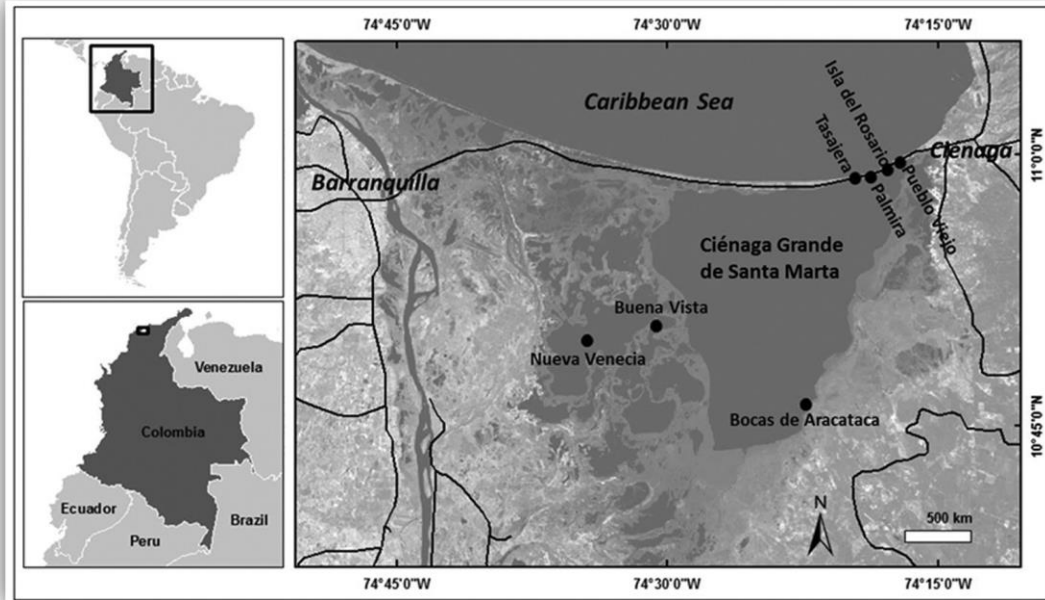 74°45'0"W 74°30'0"W 74°15'0"W
Caribbean Sea
Isla del Rosario
Tasajera
Ciénaga
11°0'0"N
Barranquilla
Pueblo Viejo
Palmira
Ciénaga Grande
de Santa Marta
Buena Vista
Nueva Venecia
Bocas de Aracataca
10°45'0"N
N
500 km
74°45'0"W 74°30'0"W 74°15'0"W
Venezuela
Colombia
Ecuador
Brazil
Peru